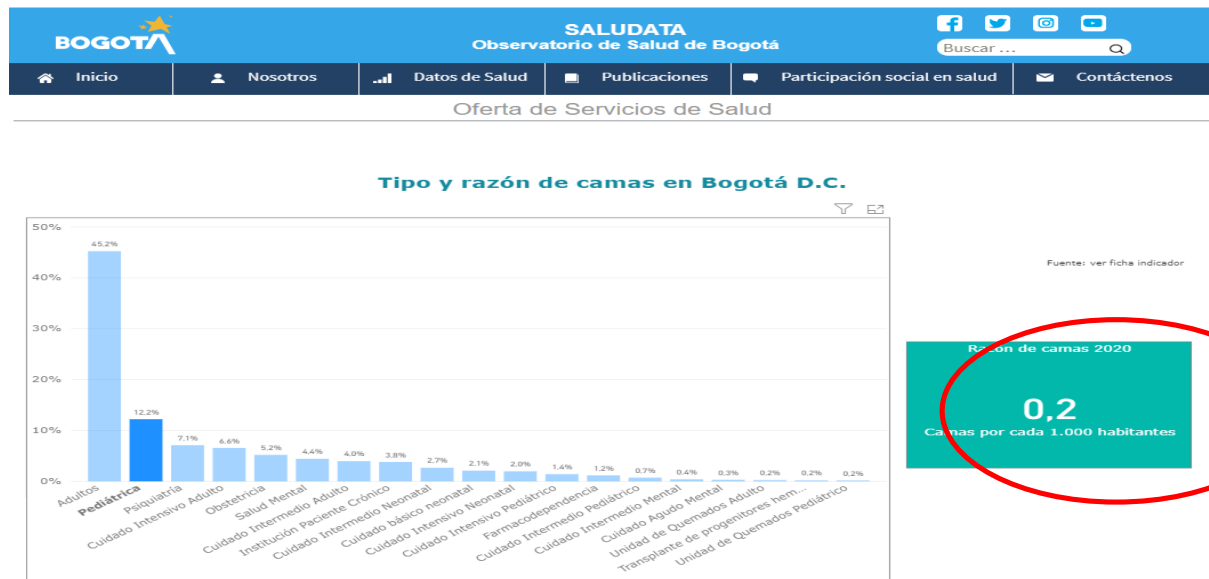 BOGOTÁ
SALUDATA
Observatorio de Salud de Bogotá
Buscar ...
Inicio
Nosotros
Datos de Salud
Publicaciones
Participación social en salud
Contáctenos
Oferta de Servicios de Salud
Tipo y razón de camas en Bogotá D.C.
50%
40%
30%
20%
10%
0%
45,2%
12,2%
7,1%
6,6%
5,2%
4,4%
4,0%
3,8%
2,7%
2,1%
2,0%
1,4%
1,2%
0,7%
0,4%
0,3%
0,2%
0,2%
0,2%
Adultos
Pediátrica
Psiquiatría
Cuidado Intensivo Adulto
Obstetricia
Salud Mental
Cuidado Intermedio Adulto
Institución Paciente Crónico
Cuidado Intermedio Neonatal
Cuidado básico neonatal
Cuidado Intensivo Neonatal
Cuidado Intensivo Pediátrico
Farmacodependencia
Cuidado Intermedio Pediátrico
Cuidado Intermedio Mental
Cuidado Agudo Mental
Unidad de Quemados Adulto
Transplante de progenitores hem...
Unidad de Quemados Pediátrico
Fuente: ver ficha indicador
Razón de camas 2020
0,2
Camas por cada 1.000 habitantes